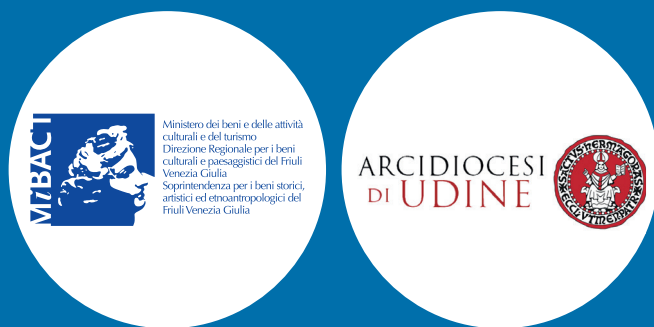 MiBACT
Ministero dei beni e delle attività
culturali e del turismo
Direzione Regionale per i beni
culturali e paesaggistici del Friuli
Venezia Giulia
Soprintendenza per i beni storici,
artistici ed etnoantropologici del
Friuli Venezia Giulia
ARCIDIOCESI
DI UDINE